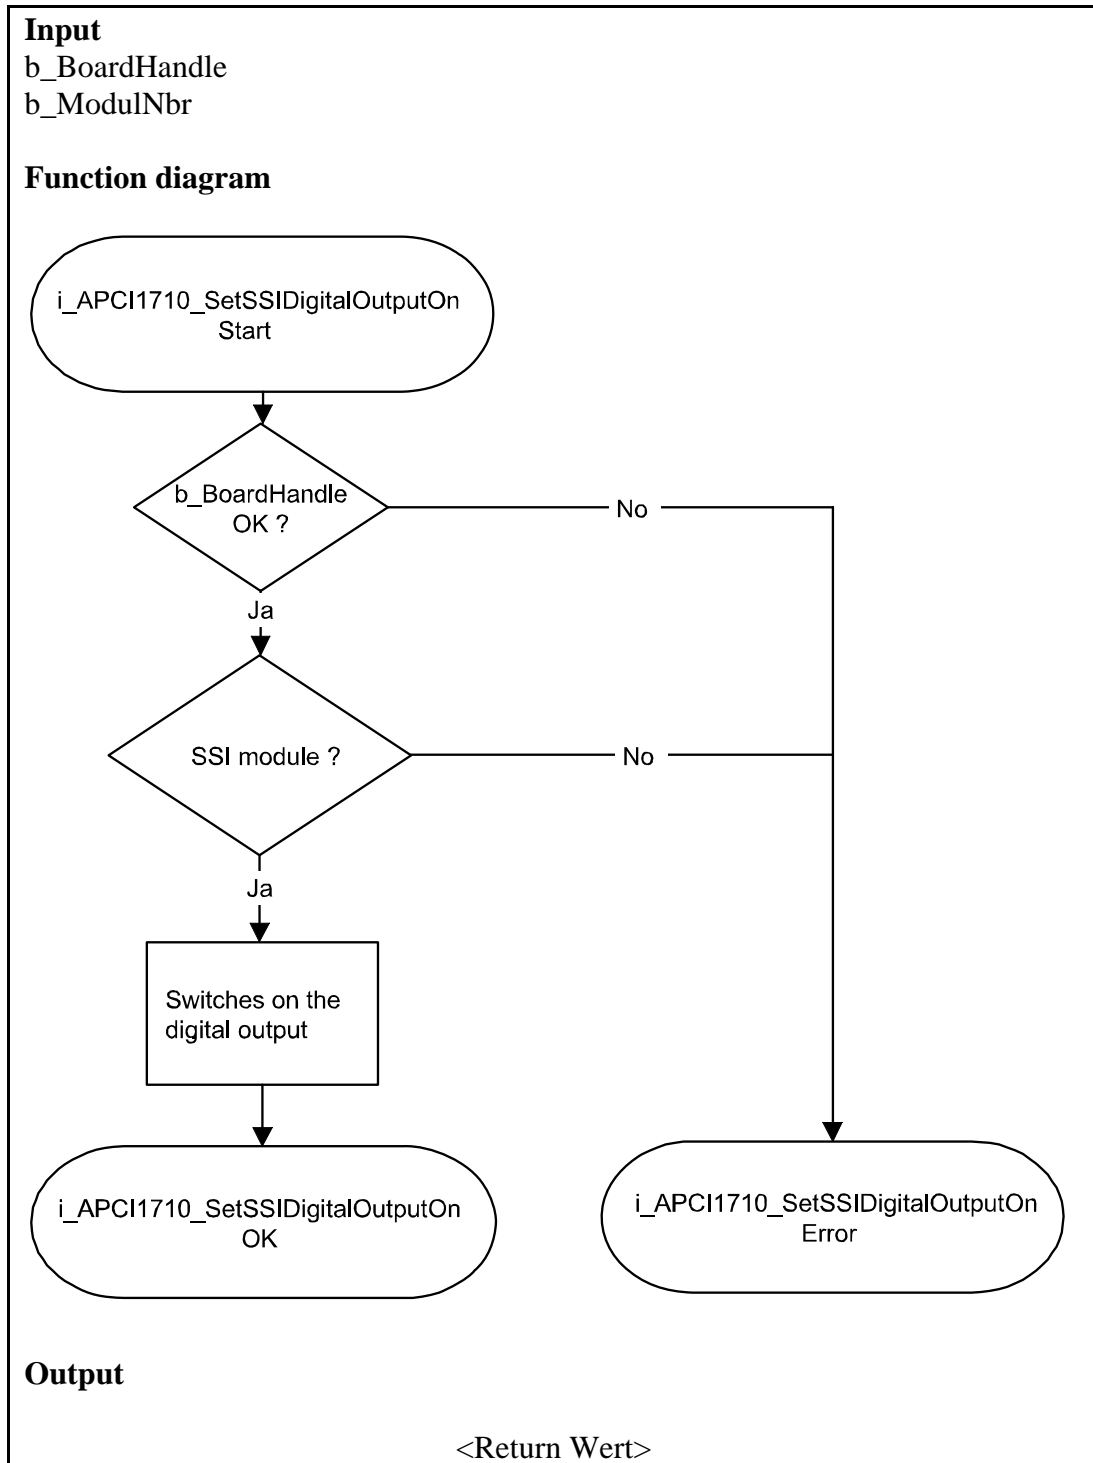 Input
b_BoardHandle
b_ModulNbr
Function diagram
i_APCI1710_SetSSIDigitalOutputOn
Start
b_BoardHandle
OK ?
No
Ja
SSI module ?
No
Ja
Switches on the
digital output
i_APCI1710_SetSSIDigitalOutputOn
OK
i_APCI1710_SetSSIDigitalOutputOn
Error
Output
<Return Wert>